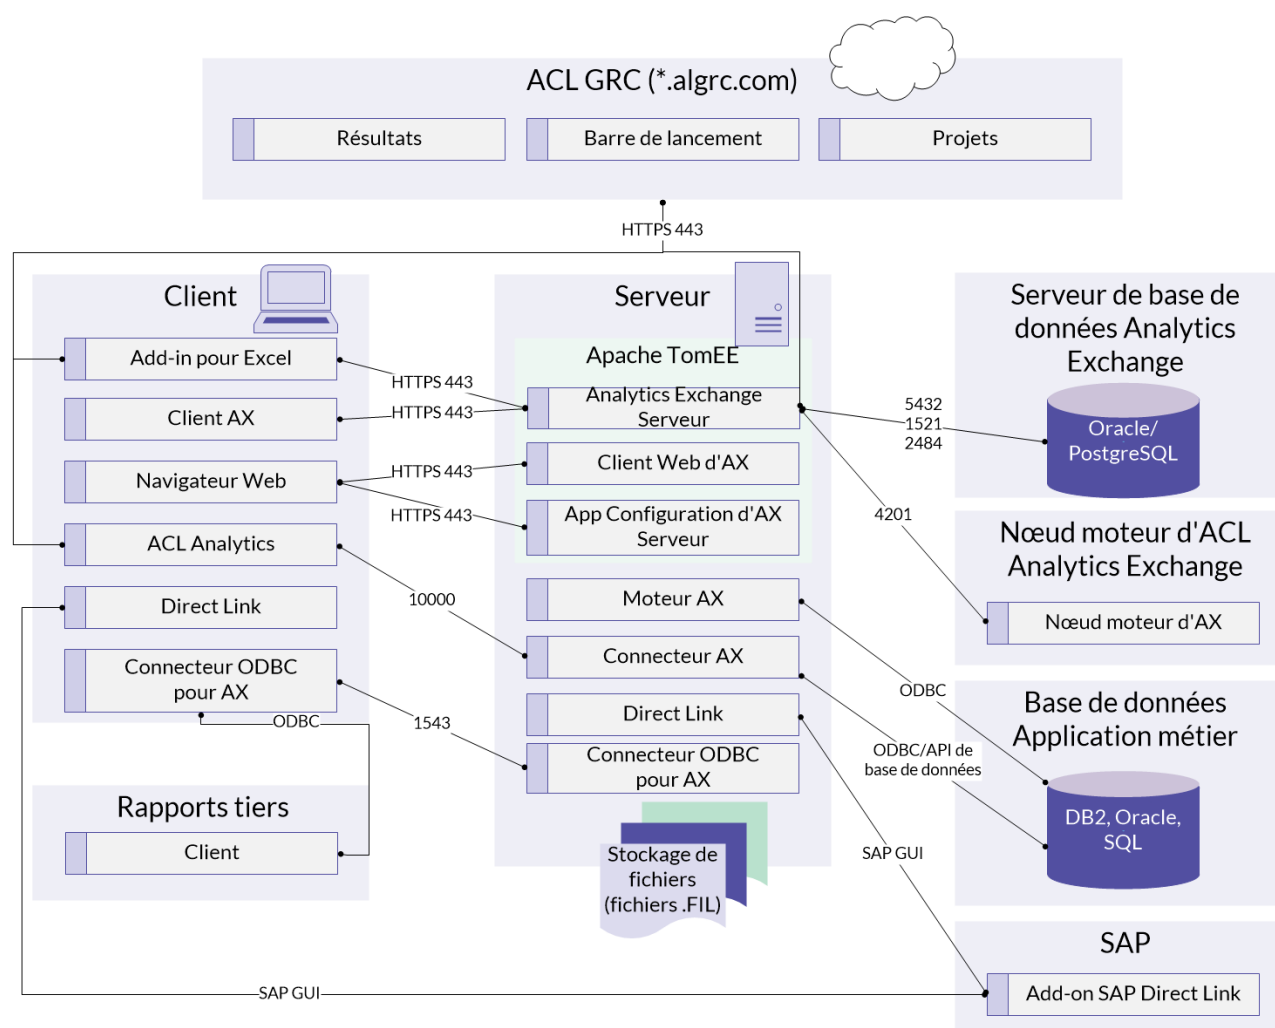 ACL GRC (*.algrc.com)
Résultats
Barre de lancement
Projets
HTTPS 443
Client
Add-in pour Excel
Client AX
Navigateur Web
ACL Analytics
Direct Link
Connecteur ODBC
pour AX
ODBC
Rapports tiers
Client
HTTPS 443
HTTPS 443
HTTPS 443
HTTPS 443
10000
1543
SAP GUI
Serveur
Apache TomEE
Analytics Exchange
Serveur
Client Web d'AX
App Configuration d'AX
Serveur
Moteur AX
Connecteur AX
Direct Link
Connecteur ODBC
pour AX
Stockage de
fichiers
(fichiers .FIL)
5432
1521
2484
4201
ODBC
ODBC/API de
base de données
SAP GUI
Serveur de base de
données Analytics
Exchange
Oracle/
PostgreSQL
Nœud moteur d'ACL
Analytics Exchange
Nœud moteur d'AX
Base de données
Application métier
DB2, Oracle,
SQL
SAP
Add-on SAP Direct Link